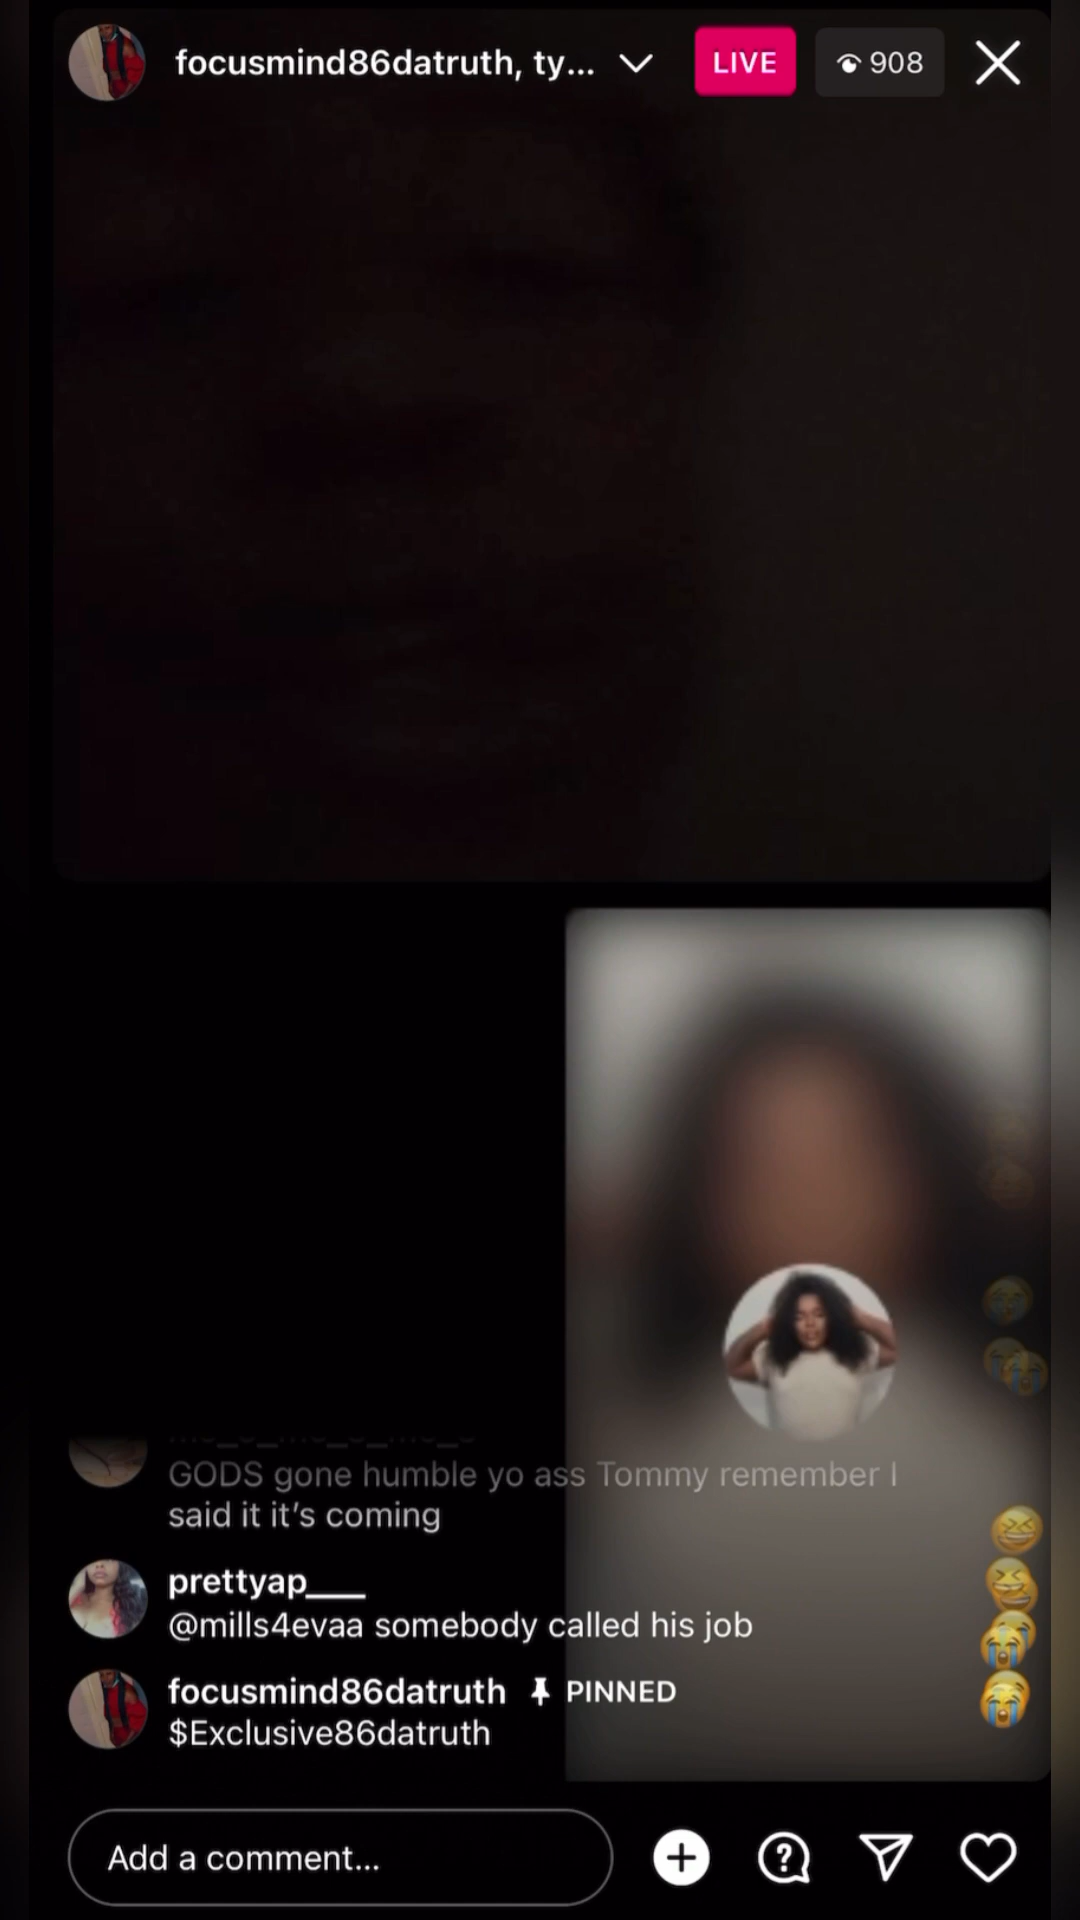 focusmind86datruth, ty...
LIVE
908
GODS gone humble yo ass Tommy remember I
said it it's coming
prettyap___
@mills4evaa somebody called his job
focusmind86datruth PINNED
$Exclusive86datruth
Add a comment...